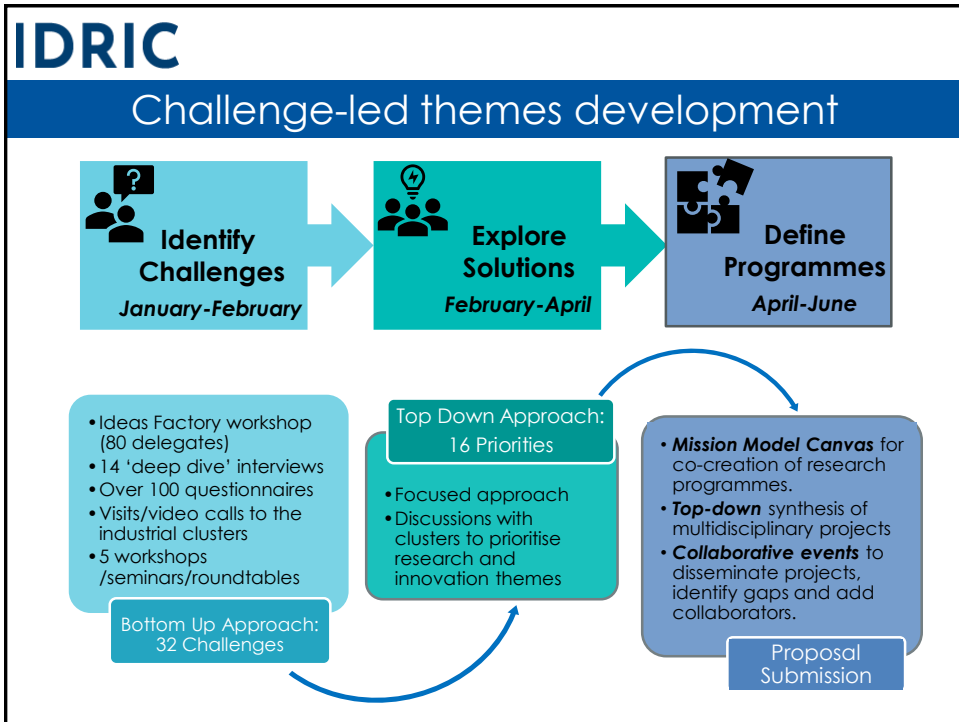 IDRIC
Challenge-led themes development
?
Identify
Challenges
January-February
Explore
Solutions
February-April
Define
Programmes
April-June
•Ideas Factory workshop
(80 delegates)
•14 ‘deep dive’ interviews
•Over 100 questionnaires
•Visits/video calls to the
industrial clusters
•5 workshops
/seminars/roundtables
Bottom Up Approach:
32 Challenges
Top Down Approach:
16 Priorities
•Focused approach
•Discussions with
clusters to prioritise
research and
innovation themes
• Mission Model Canvas for
co-creation of research
programmes.
• Top-down synthesis of
multidisciplinary projects
• Collaborative events to
disseminate projects,
identify gaps and add
collaborators.
Proposal
Submission